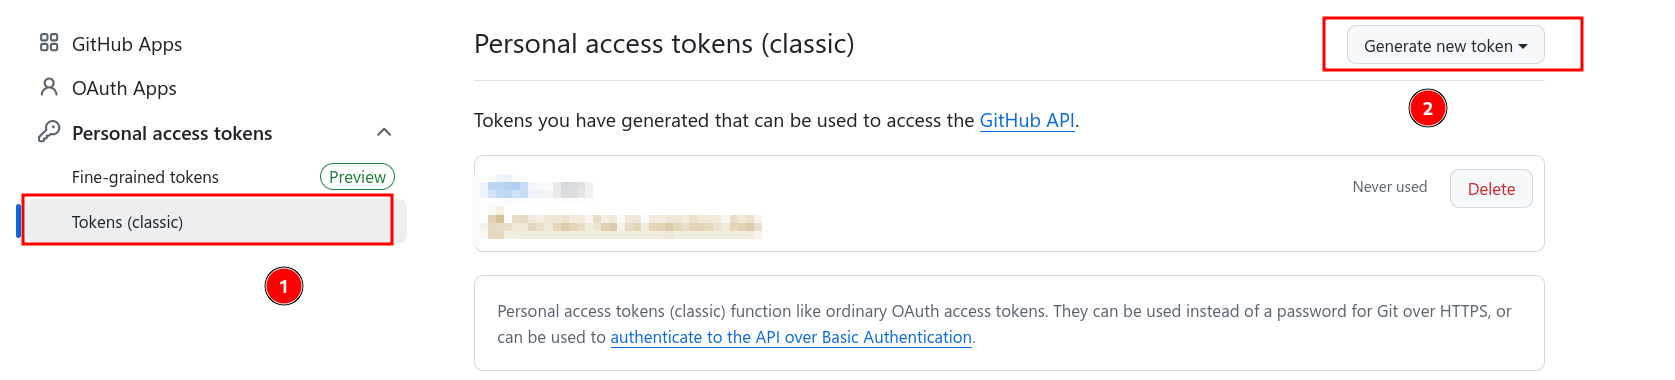 GitHub Apps
OAuth Apps
Personal access tokens
Fine-grained tokens Preview
Tokens (classic)
1
Personal access tokens (classic)
Generate new token
2
Tokens you have generated that can be used to access the GitHub API.
Never used Delete
Personal access tokens (classic) function like ordinary OAuth access tokens. They can be used instead of a password for Git over HTTPS, or
can be used to authenticate to the API over Basic Authentication.